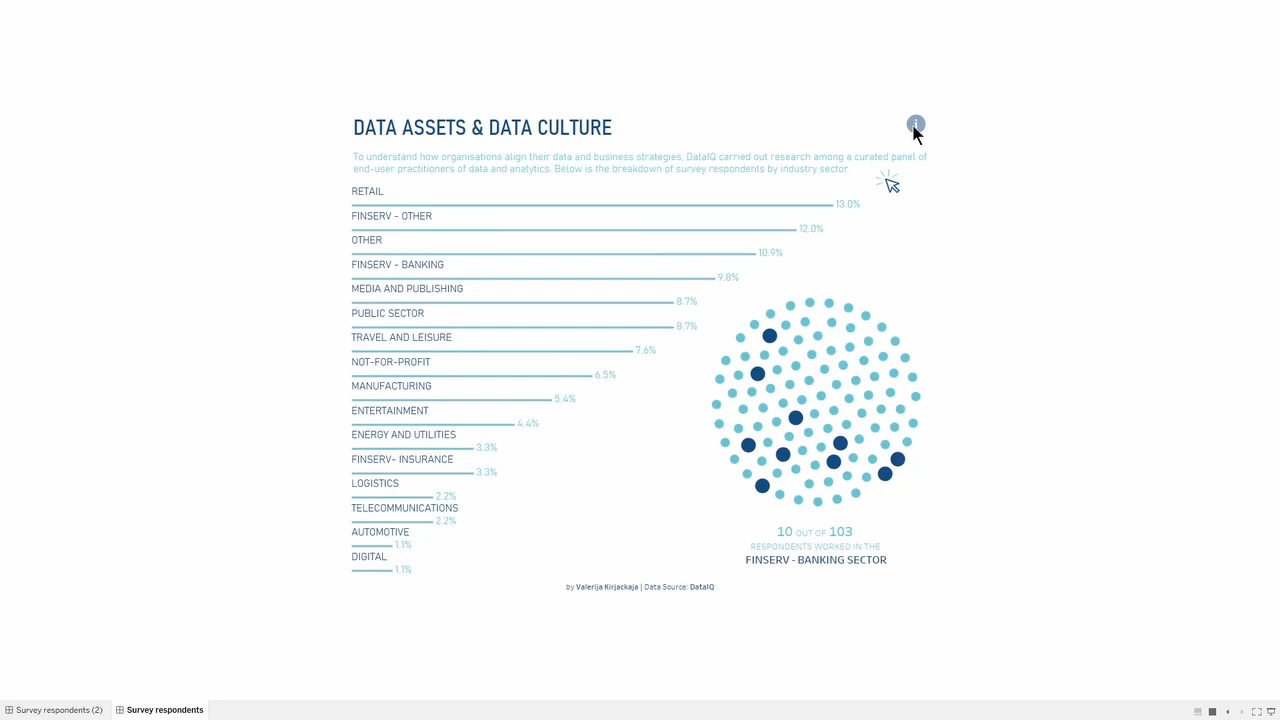 DATA ASSETS & DATA CULTURE
i
To understand how organisations align their data and business strategies, DataIQ carried out research among a curated panel of
end-user practitioners of data and analytics. Below is the breakdown of survey respondents by industry sector.
RETAIL
13.0%
FINSERV - OTHER
12.0%
OTHER
10.9%
FINSERV - BANKING
9.8%
MEDIA AND PUBLISHING
8.7%
PUBLIC SECTOR
8.7%
TRAVEL AND LEISURE
7.6%
NOT-FOR-PROFIT
6.5%
MANUFACTURING
5.4%
ENTERTAINMENT
4.4%
ENERGY AND UTILITIES
3.3%
FINSERV- INSURANCE
3.3%
LOGISTICS
2.2%
TELECOMMUNICATIONS
2.2%
AUTOMOTIVE
1.1%
DIGITAL
1.1%
10 OUT OF 103
RESPONDENTS WORKED IN THE
FINSERV - BANKING SECTOR
by Valerija Kirjackaja | Data Source: DataIQ
Survey respondents (2)
Survey respondents